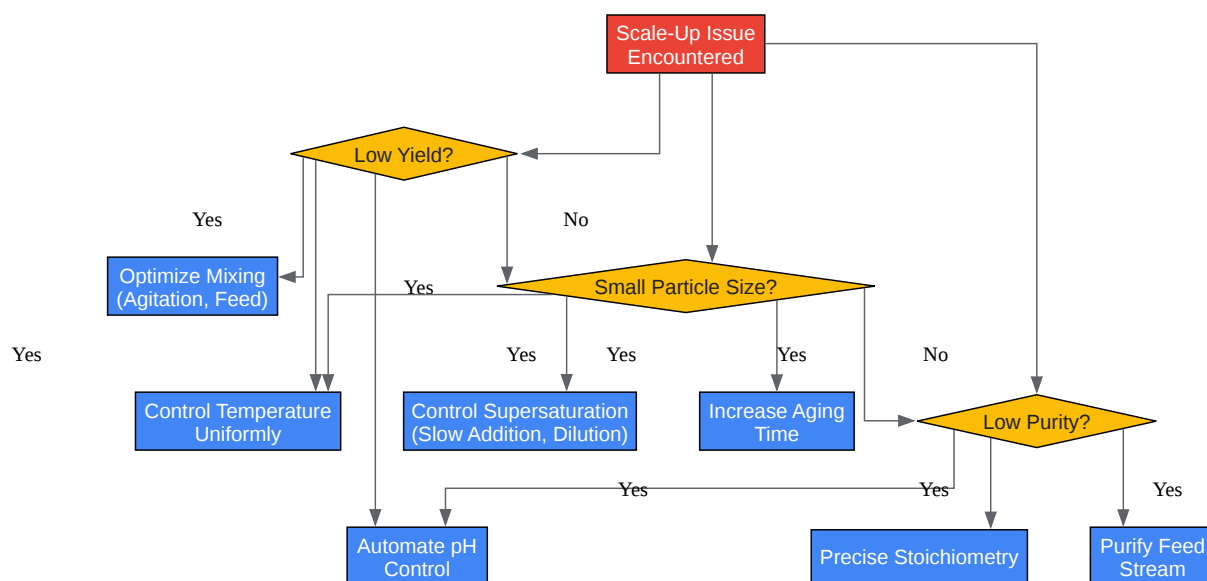 Scale-Up Issue
Encountered
Low Yield?
Yes
No
Optimize Mixing
(Agitation, Feed)
Small Particle Size?
Yes
Yes
Yes
Yes
Yes
No
Control Temperature
Uniformly
Control Supersaturation
(Slow Addition, Dilution)
Increase Aging
Time
Low Purity?
Yes
Yes
Yes
Automate pH
Control
Precise Stoichiometry
Purify Feed
Stream